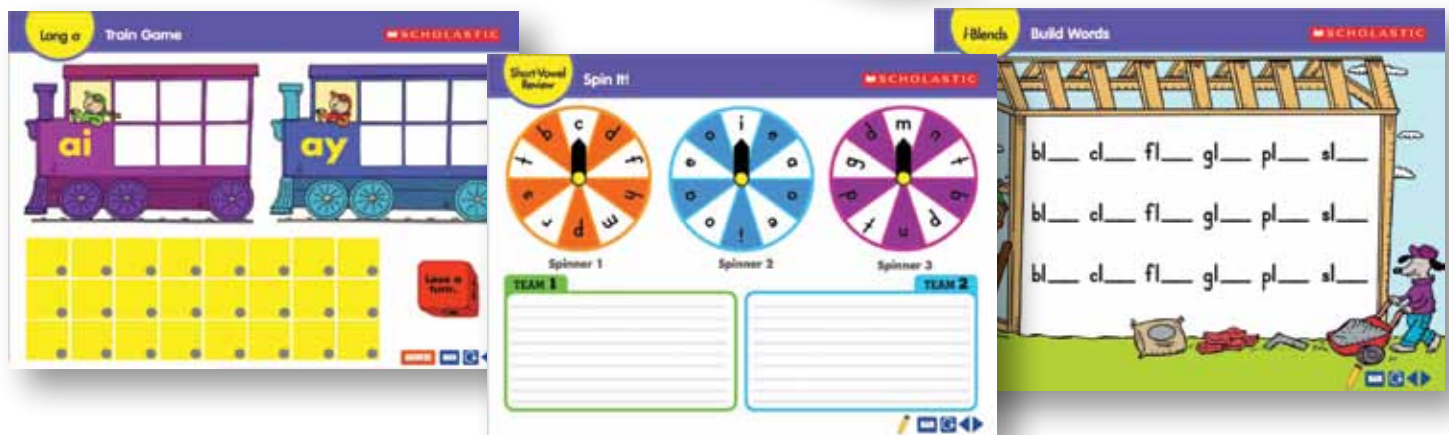 Long a
Train Game
SCHOLASTIC
ai
ay
Lose a
turn.
Short Vowel
Review
Spin It!
SCHOLASTIC
c
i
m
Spinner 1
Spinner 2
Spinner 3
TEAM 1
TEAM 2
l-Blends
Build Words
SCHOLASTIC
bl___ cl___ fl___ gl___ pl___ sl___
bl___ cl___ fl___ gl___ pl___ sl___
bl___ cl___ fl___ gl___ pl___ sl___